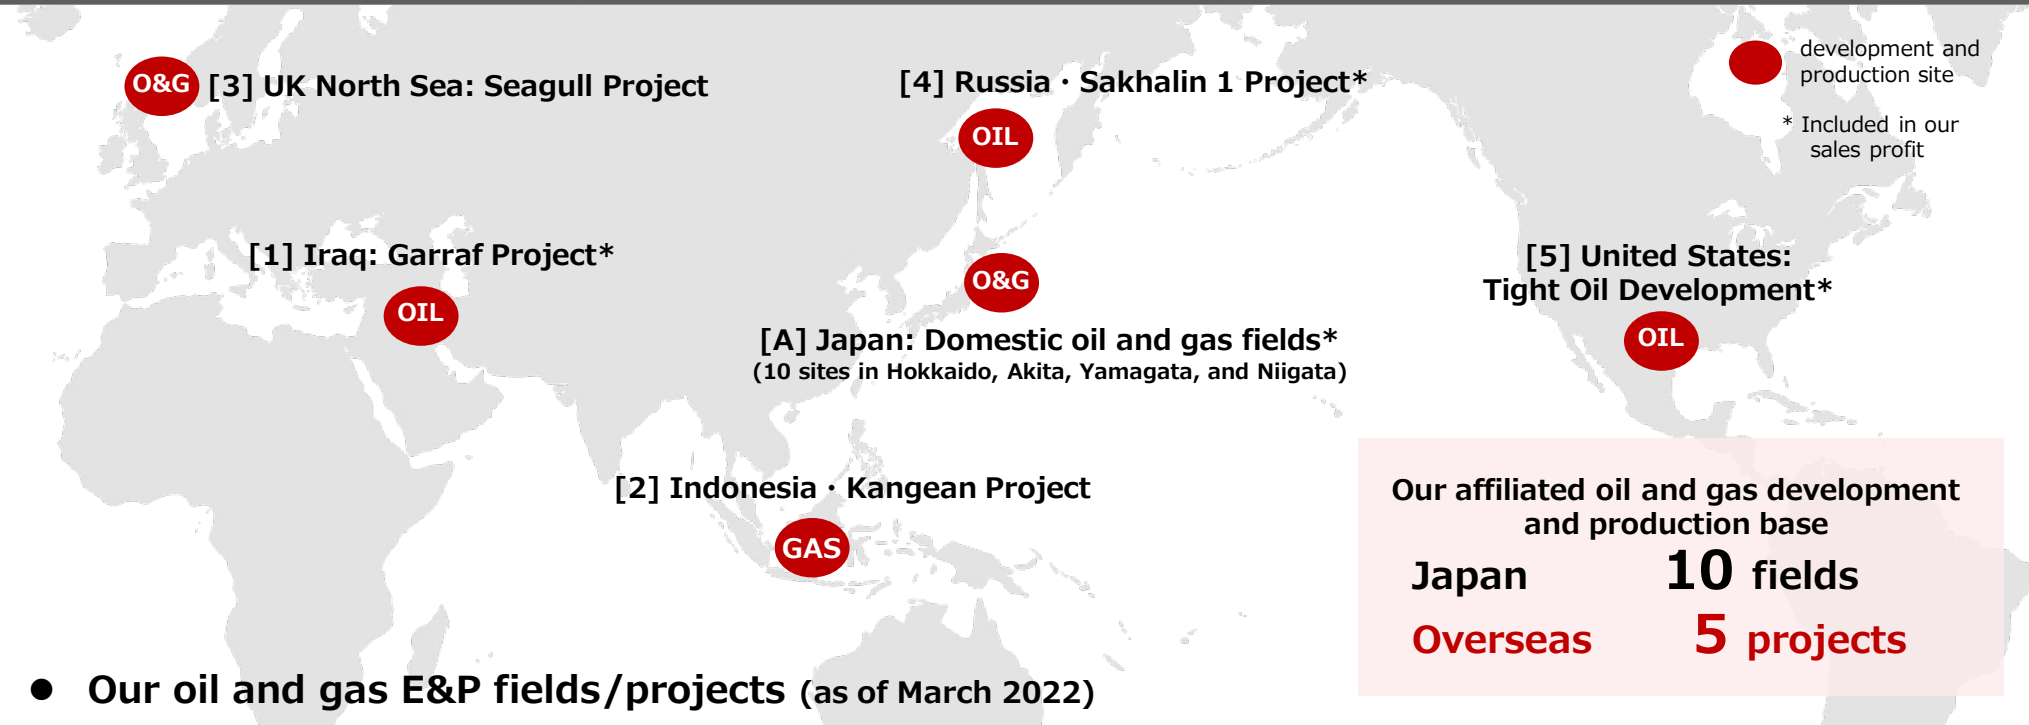 O&G
[3] UK North Sea: Seagull Project
[4] Russia・Sakhalin 1 Project*
OIL
development and
production site
* Included in our
sales profit
[1] Iraq: Garraf Project*
OIL
O&G
[A] Japan: Domestic oil and gas fields*
(10 sites in Hokkaido, Akita, Yamagata, and Niigata)
[5] United States:
Tight Oil Development*
OIL
[2] Indonesia・Kangean Project
GAS
Our affiliated oil and gas development
and production base
Japan 10 fields
Overseas 5 projects
● Our oil and gas E&P fields/projects (as of March 2022)